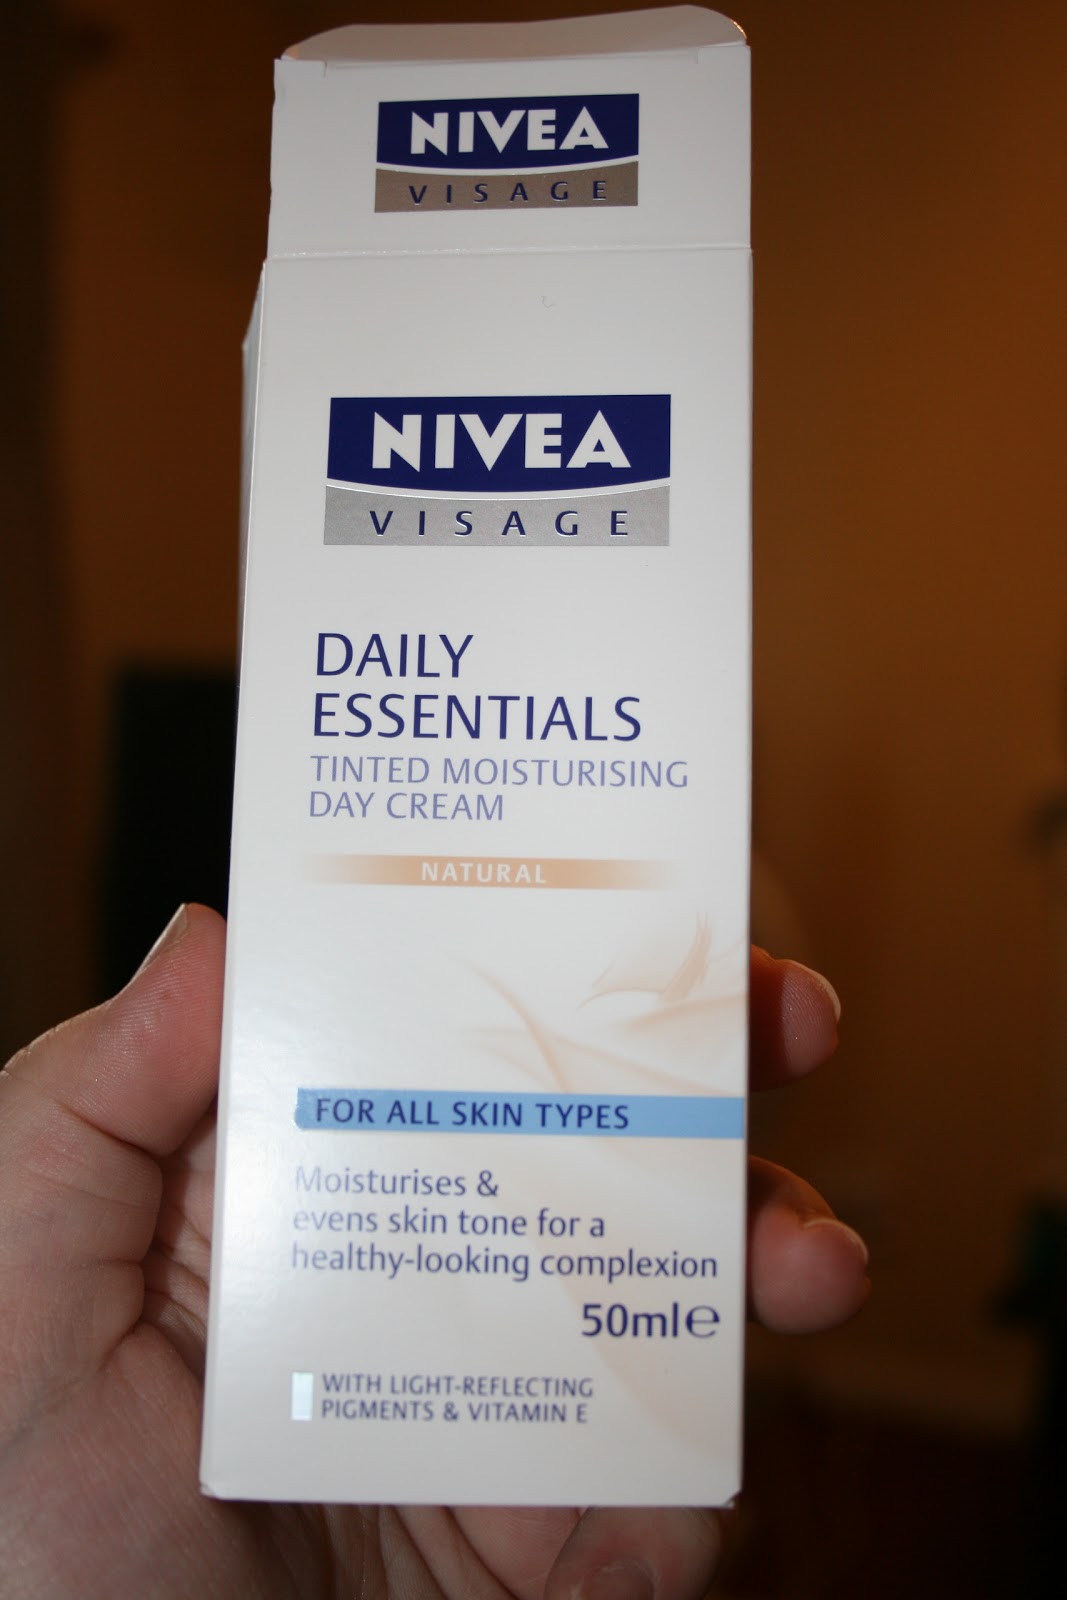 NIVEA
VISAGE
NIVEA
VISAGE
DAILY
ESSENTIALS
TINTED MOISTURISING
DAY CREAM
NATURAL
FOR ALL SKIN TYPES
Moisturises &
evens skin tone for a
healthy-looking complexion
50ml℮
WITH LIGHT-REFLECTING
PIGMENTS & VITAMIN E